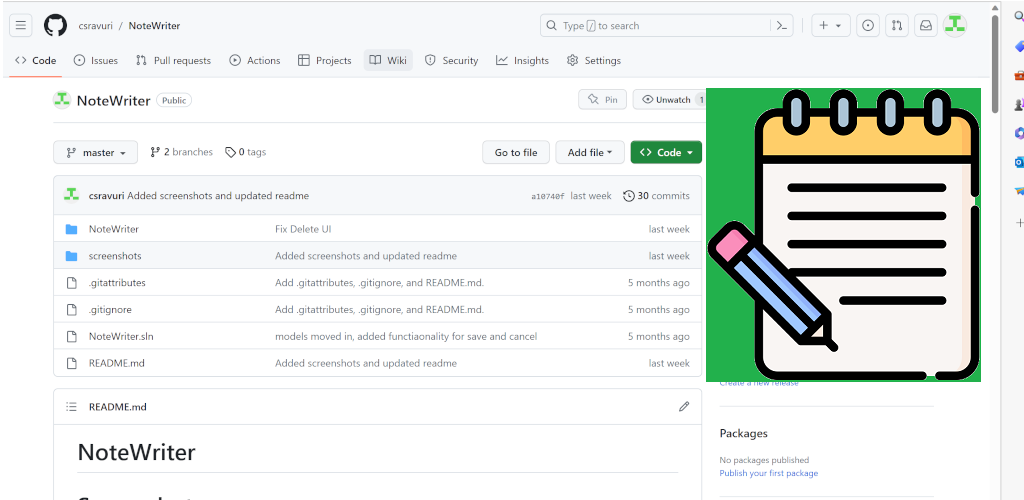 csravuri / NoteWriter
Type / to search
Code Issues Pull requests Actions Projects Wiki Security Insights Settings
NoteWriter Public Pin Unwatch 1
master 2 branches 0 tags Go to file Add file Code
csravuri Added screenshots and updated readme a10740f last week 30 commits
NoteWriter Fix Delete UI last week
screenshots Added screenshots and updated readme last week
.gitattributes Add .gitattributes, .gitignore, and README.md. 5 months ago
.gitignore Add .gitattributes, .gitignore, and README.md. 5 months ago
NoteWriter.sln models moved in, added functiaonality for save and cancel 5 months ago
README.md Added screenshots and updated readme last week
Create a new release
README.md
Packages
NoteWriter
No packages published
Publish your first package